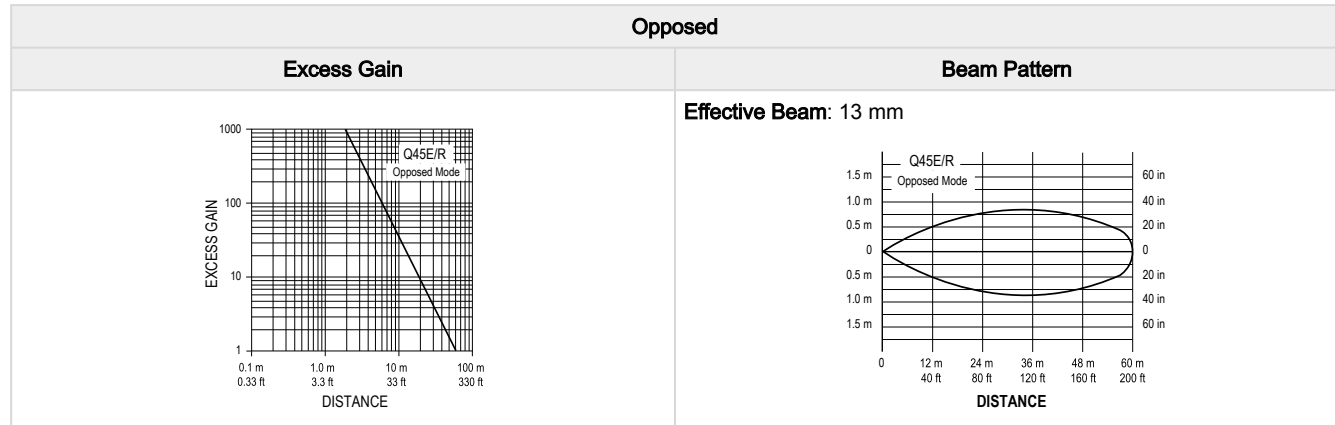 Opposed
Excess Gain
Beam Pattern
1000
100
10
1
EXCESS GAIN
Q45E/R
Opposed Mode
0.1 m
0.33 ft
1.0 m
3.3 ft
10 m
33 ft
100 m
330 ft
DISTANCE
Effective Beam: 13 mm
Q45E/R
Opposed Mode
1.5 m
1.0 m
0.5 m
0
0.5 m
1.0 m
1.5 m
60 in
40 in
20 in
0
20 in
40 in
60 in
0
12 m
40 ft
24 m
80 ft
36 m
120 ft
48 m
160 ft
60 m
200 ft
DISTANCE